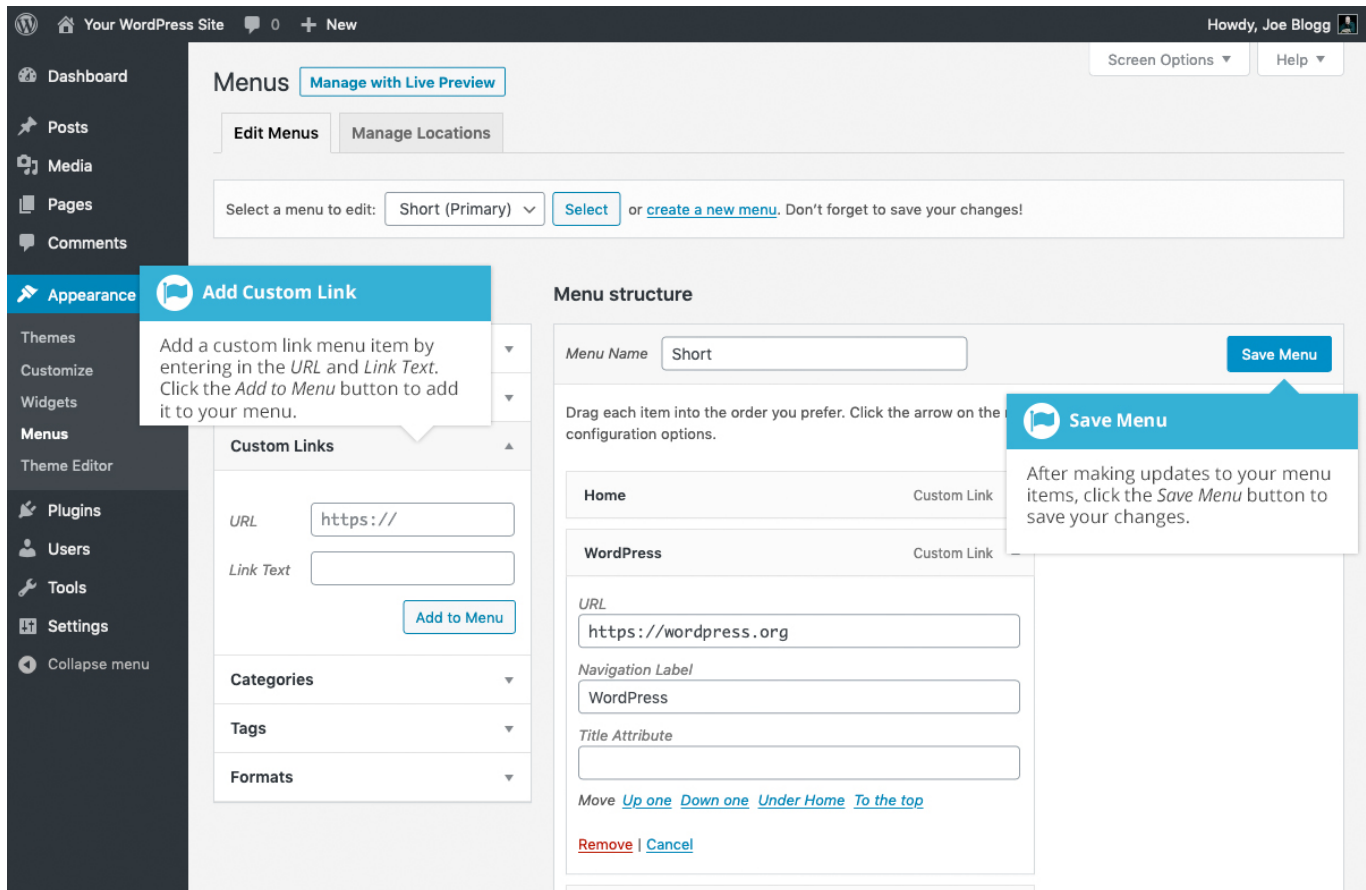 Your WordPress Site 0 New Howdy, Joe Blogg
Screen Options Help
Dashboard
Posts
Media
Pages
Comments
Appearance
Themes
Customize
Widgets
Menus
Theme Editor
Plugins
Users
Tools
Settings
Collapse menu
Menus Manage with Live Preview
Edit Menus Manage Locations
Select a menu to edit: Short (Primary) Select or create a new menu. Don't forget to save your changes!
Add Custom Link
Add a custom link menu item by
entering in the URL and Link Text.
Click the Add to Menu button to add
it to your menu.
Custom Links
URL https://
Link Text
Add to Menu
Categories
Tags
Formats
Menu structure
Menu Name Short Save Menu
Drag each item into the order you prefer. Click the arrow on the
configuration options.
Save Menu
After making updates to your menu
items, click the Save Menu button to
save your changes.
Home Custom Link
WordPress Custom Link
URL
https://wordpress.org
Navigation Label
WordPress
Title Attribute
Move Up one Down one Under Home To the top
Remove | Cancel